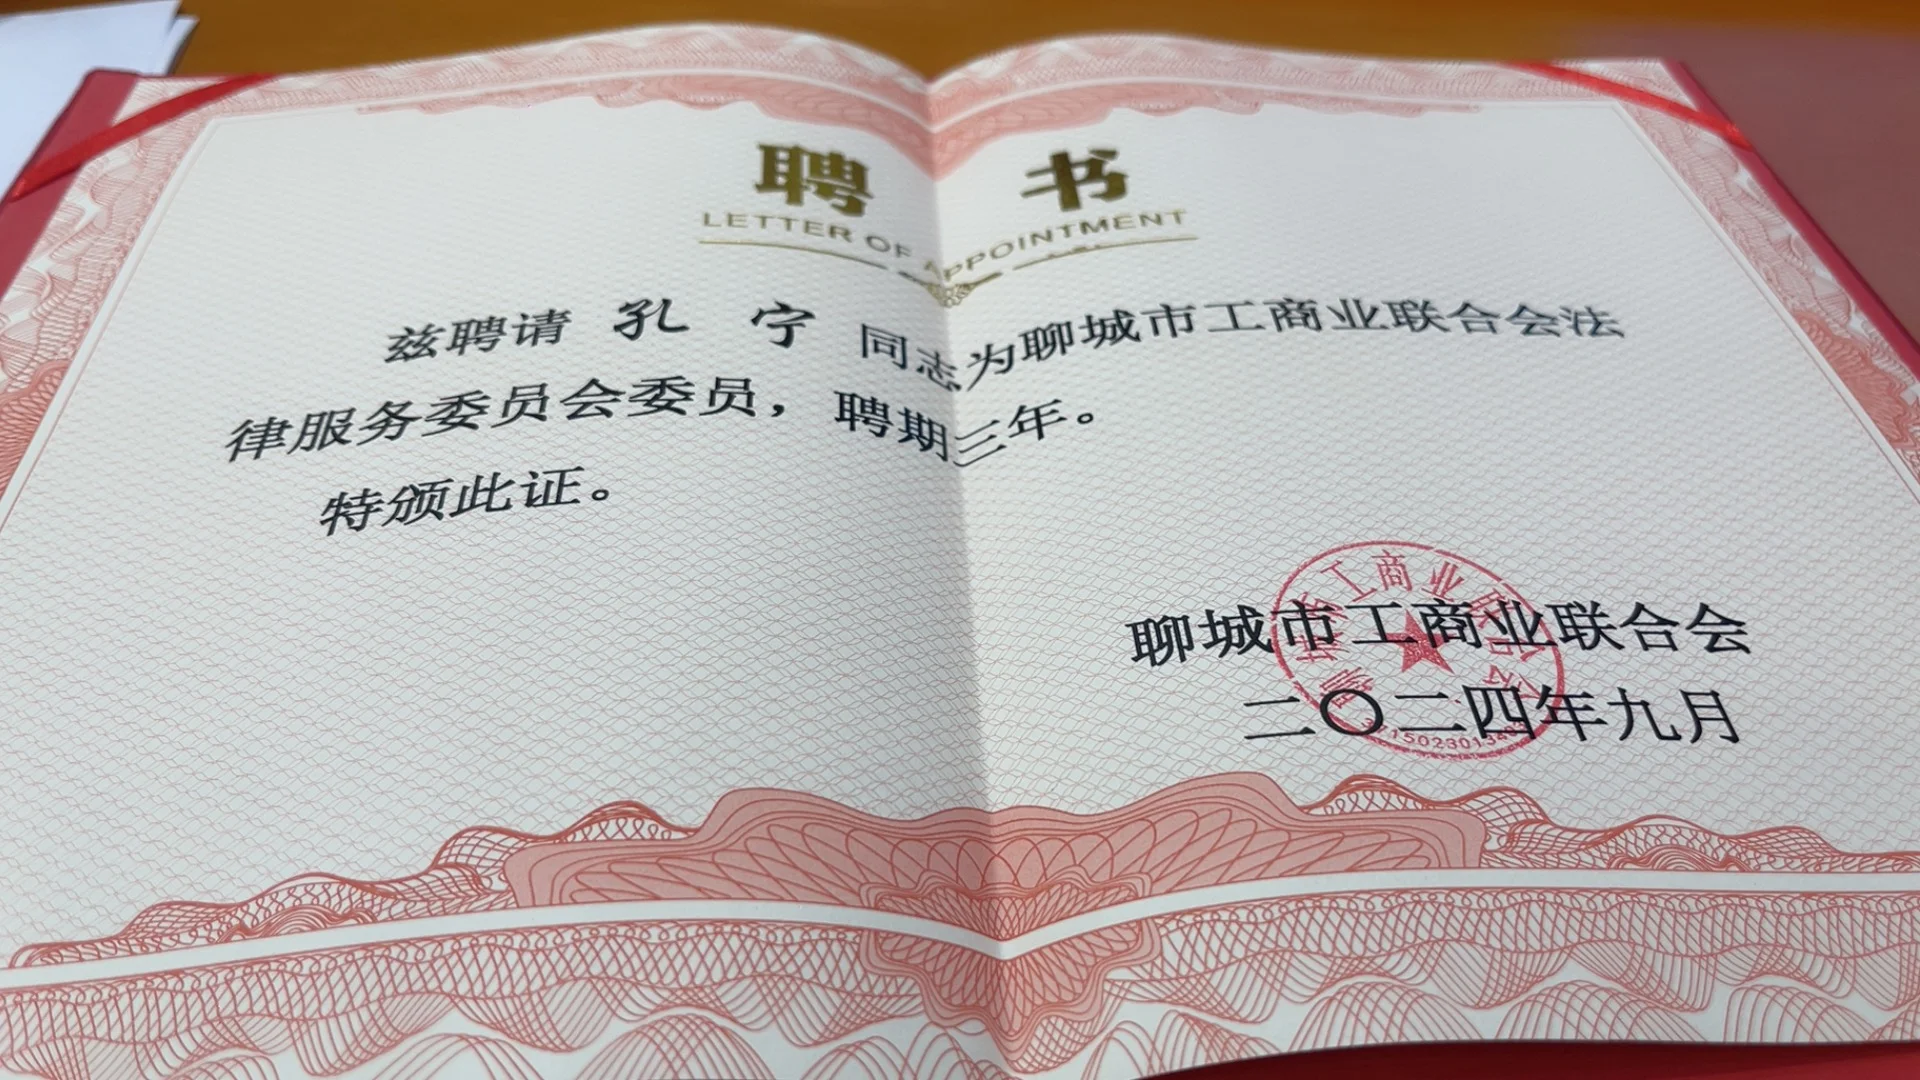 聘书
LETTER OF APPOINTMENT
兹聘请 孔 宁 同志为聊城市工商业联合会法
律服务委员会委员，聘期三年。
特颁此证。
聊城市工商业联合会
二〇二四年九月